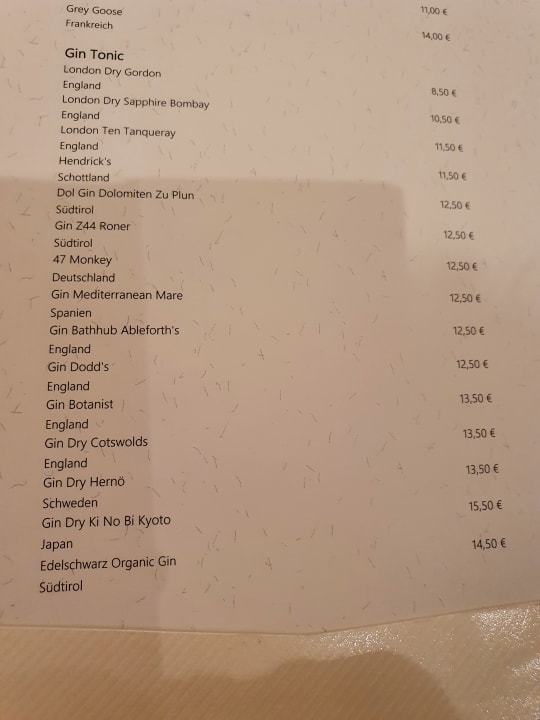 Grey Goose 11,00 €
Frankreich 14,00 €
Gin Tonic
London Dry Gordon
England 8,50 €
London Dry Sapphire Bombay
England 10,50 €
London Ten Tanqueray
England 11,50 €
Hendrick's
Schottland 11,50 €
Dol Gin Dolomiten Zu Plun
Südtirol 12,50 €
Gin Z44 Roner
Südtirol 12,50 €
47 Monkey
Deutschland 12,50 €
Gin Mediterranean Mare
Spanien 12,50 €
Gin Bathhub Ableforth's
England 12,50 €
Gin Dodd's
England 12,50 €
Gin Botanist
England 13,50 €
Gin Dry Cotswolds
England 13,50 €
Gin Dry Hernö
Schweden 13,50 €
Gin Dry Ki No Bi Kyoto
Japan 15,50 €
Edelschwarz Organic Gin
Südtirol 14,50 €